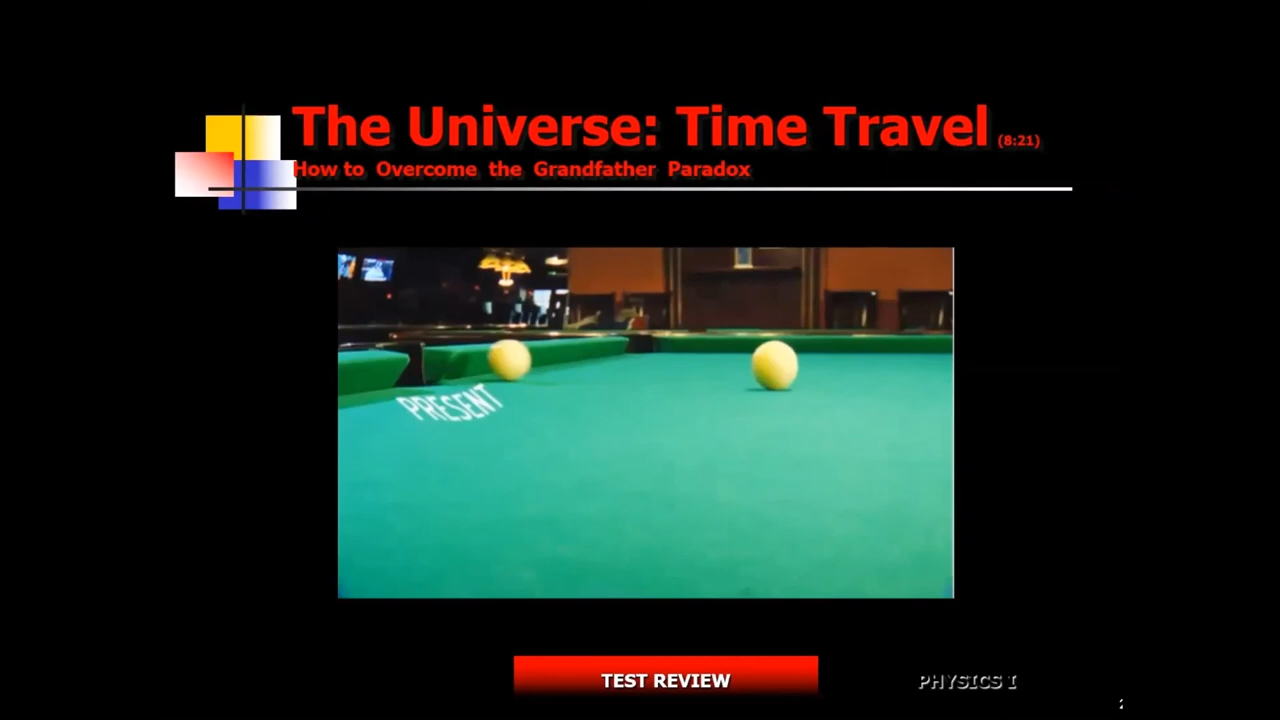 The Universe: Time Travel (8:21)
How to Overcome the Grandfather Paradox
PRESENT
TEST REVIEW
PHYSICS I